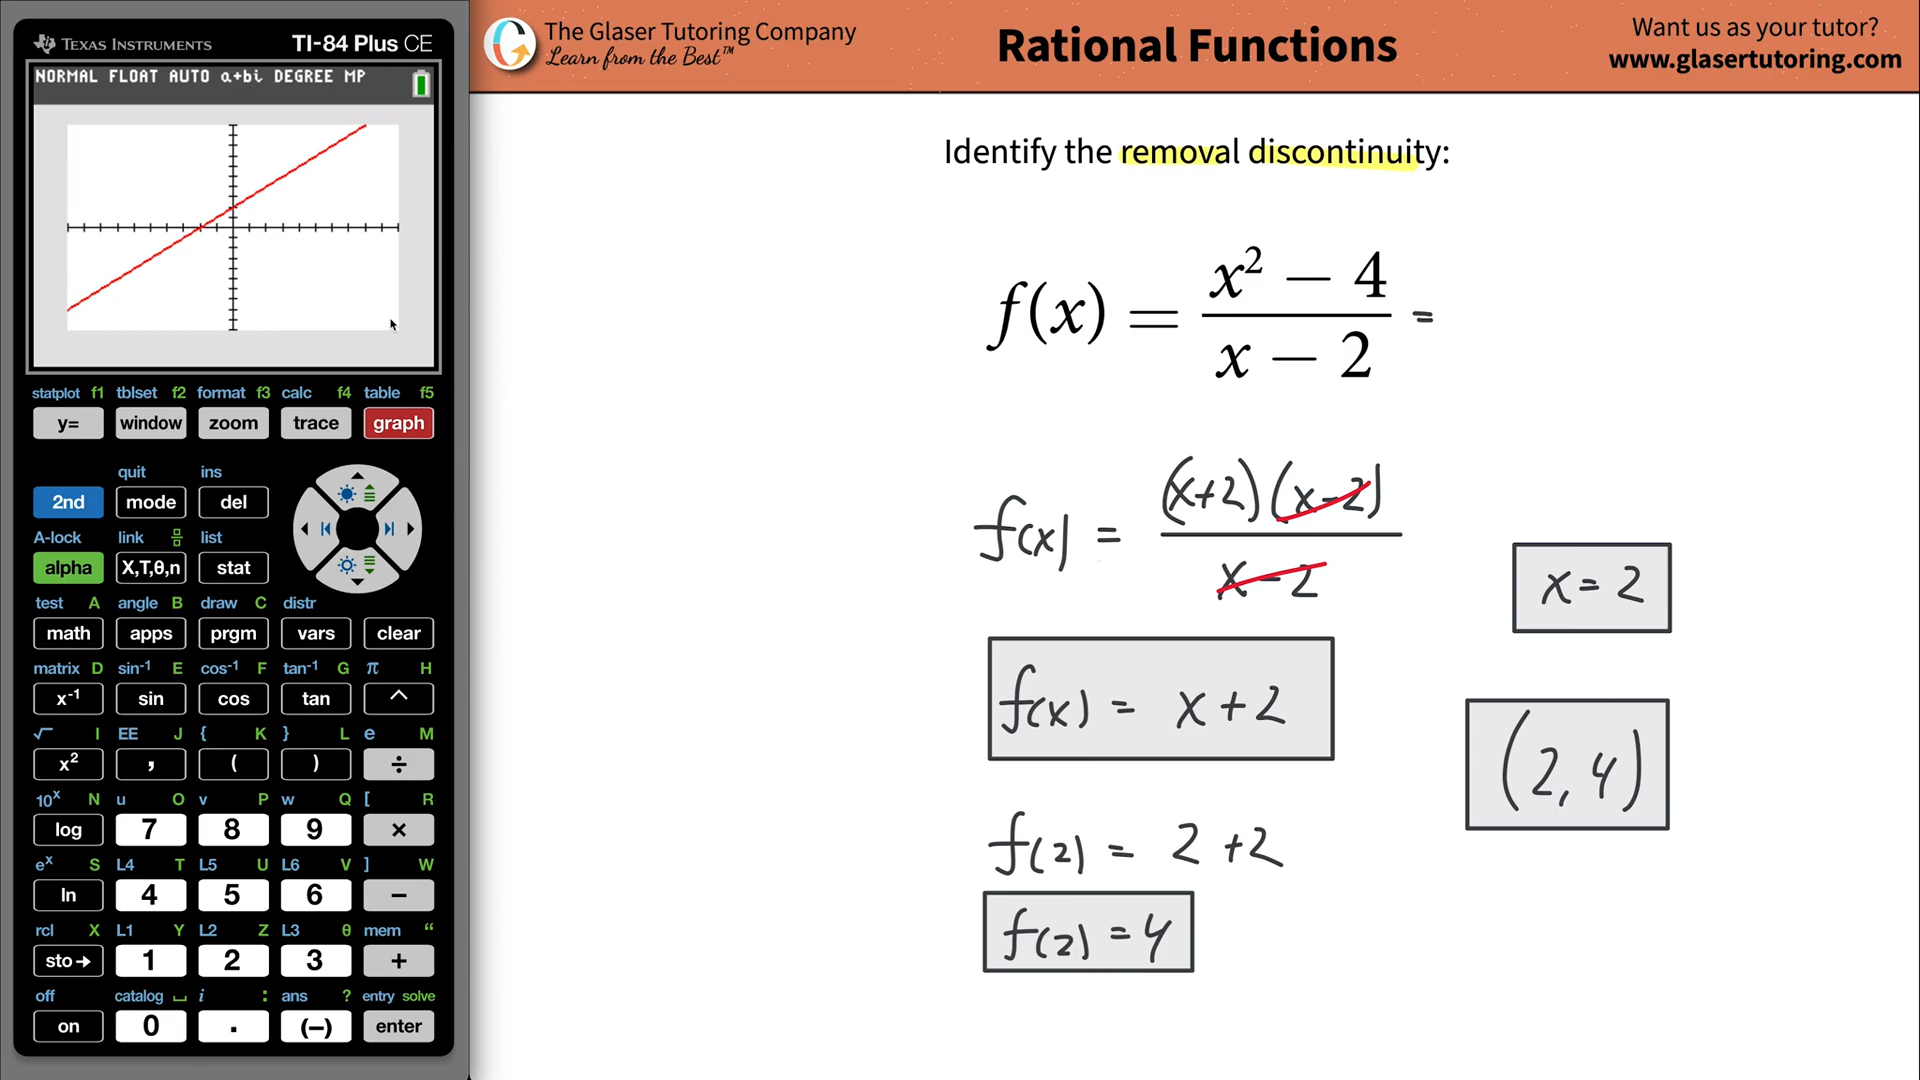 TEXAS INSTRUMENTS TI-84 Plus CE
NORMAL FLOAT AUTO a+bi DEGREE MP
statplot f1 tblset f2 format f3 calc f4 table f5
y= window zoom trace graph
quit ins
2nd mode del
A-lock link list
alpha X,T,θ,n stat
test A angle B draw C distr
math apps prgm vars clear
matrix D sin⁻¹ E cos⁻¹ F tan⁻¹ G π H
x⁻¹ sin cos tan ^
√ I EE J { K } L e M
x² , ( ) ÷
10ˣ N u O v P w Q [ R
log 7 8 9 ×
eˣ S L4 T L5 U L6 V ] W
ln 4 5 6 −
rcl X L1 Y L2 Z L3 θ mem “
sto→ 1 2 3 +
off catalog ⎵ i : ans ? entry solve
on 0 . (–) enter
The Glaser Tutoring Company
Learn from the Best™
Rational Functions
Want us as your tutor?
www.glasertutoring.com
Identify the removal discontinuity:
f(x) = (x² − 4)/(x − 2) =
f(x) = (x+2)(x-2)
x-2
x = 2
f(x) = x+2
(2,4)
f(2) = 2+2
f(2) = 4